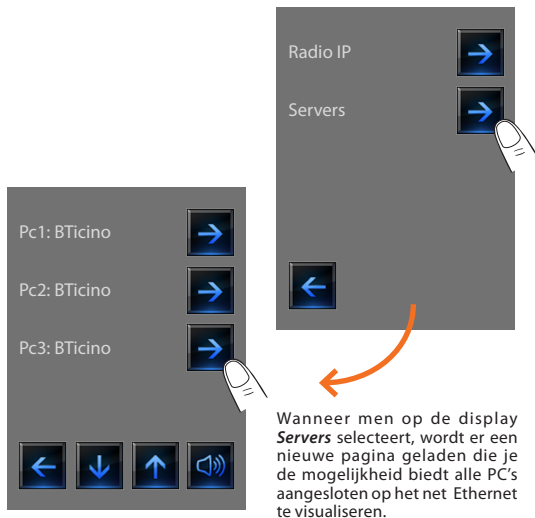 Radio IP
Servers
Pc1: BTicino
Pc2: BTicino
Pc3: BTicino
Wanneer men op de display
Servers selecteert, wordt er een
nieuwe pagina geladen die je
de mogelijkheid biedt alle PC's
aangesloten op het net Ethernet
te visualiseren.